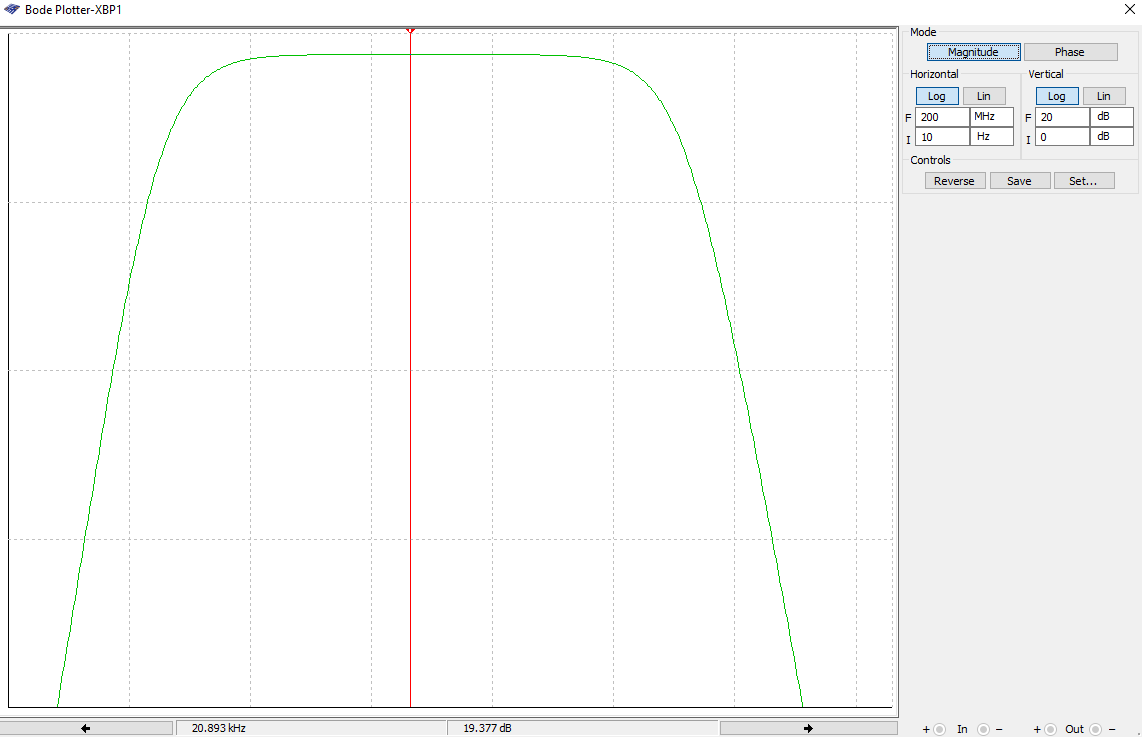 Bode Plotter-XBP1
Mode
Magnitude Phase
Horizontal Vertical
Log Lin Log Lin
F 200 MHz F 20 dB
I 10 Hz I 0 dB
Controls
Reverse Save Set...
20.893 kHz 19.377 dB + In − + Out −